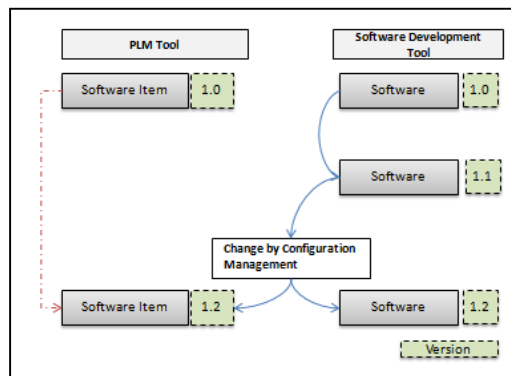 PLM Tool
Software Development
Tool
Software Item
1.0
Software
1.0
Software
1.1
Change by Configuration
Management
Software Item
1.2
Software
1.2
Version